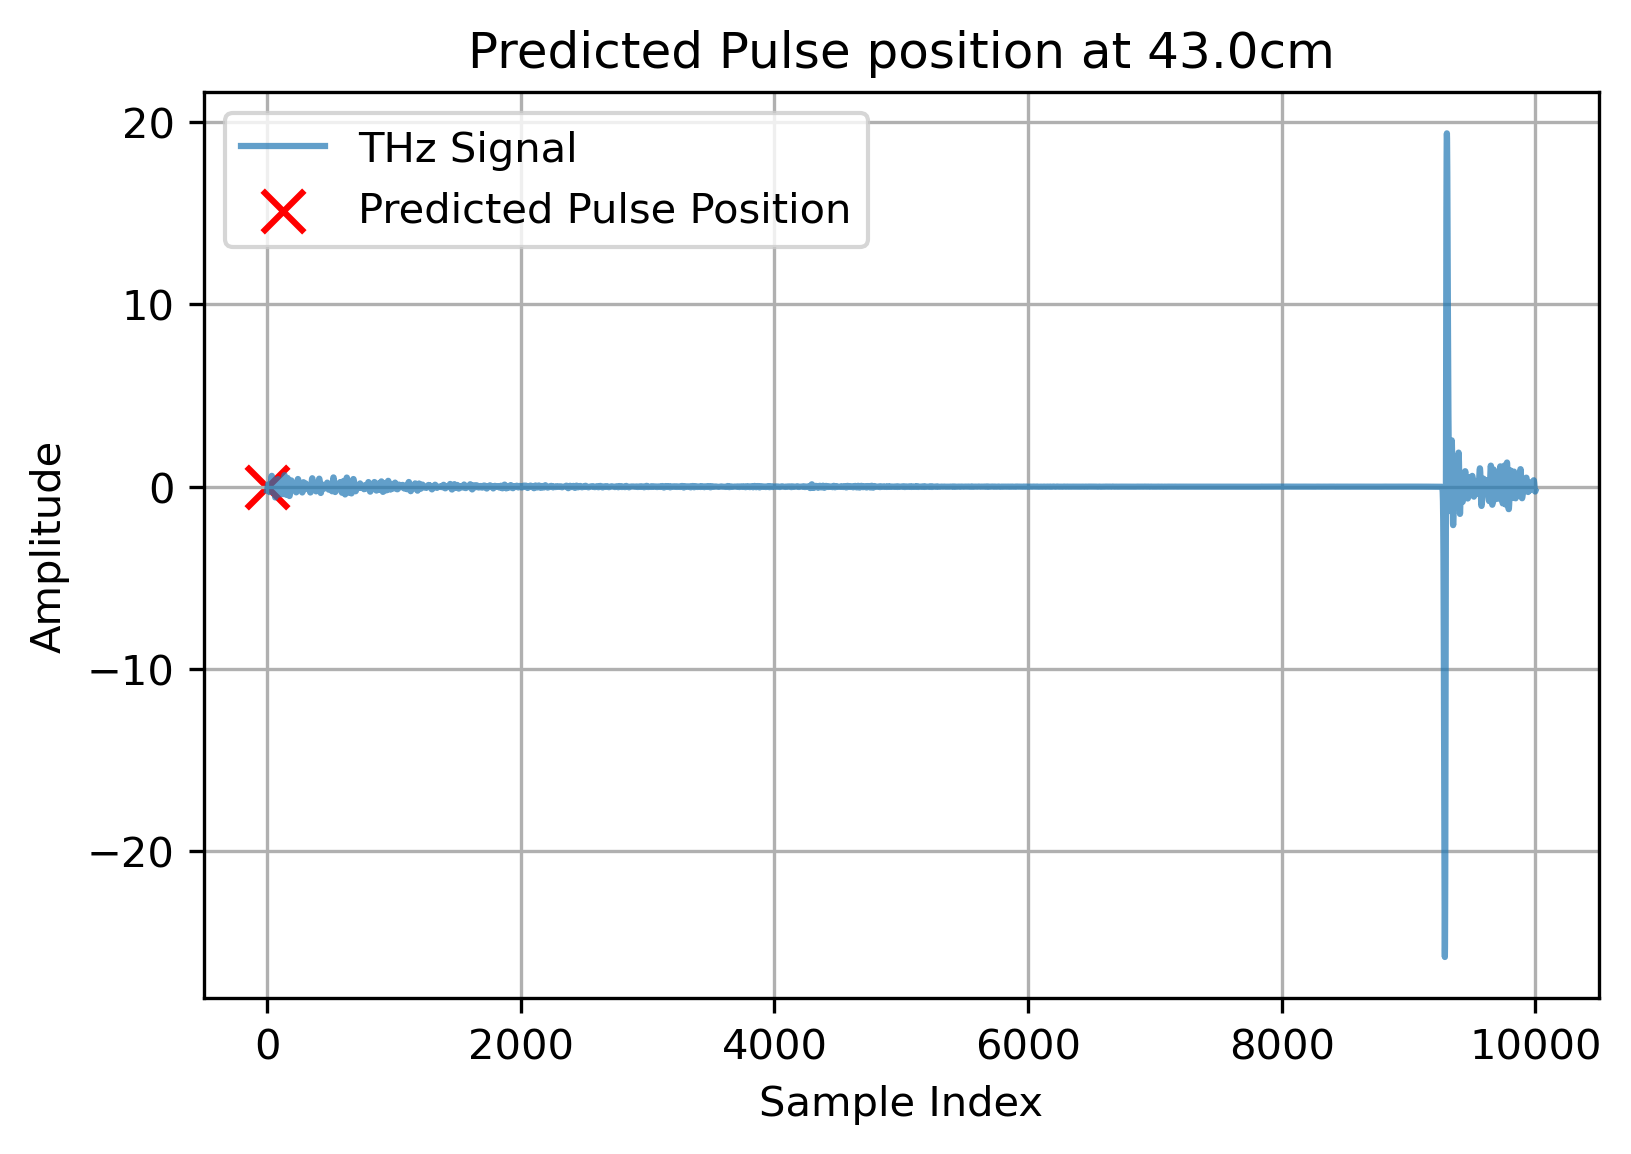 Predicted Pulse position at 43.0cm
THz Signal
Predicted Pulse Position
20
10
0
−10
−20
Amplitude
0 2000 4000 6000 8000 10000
Sample Index